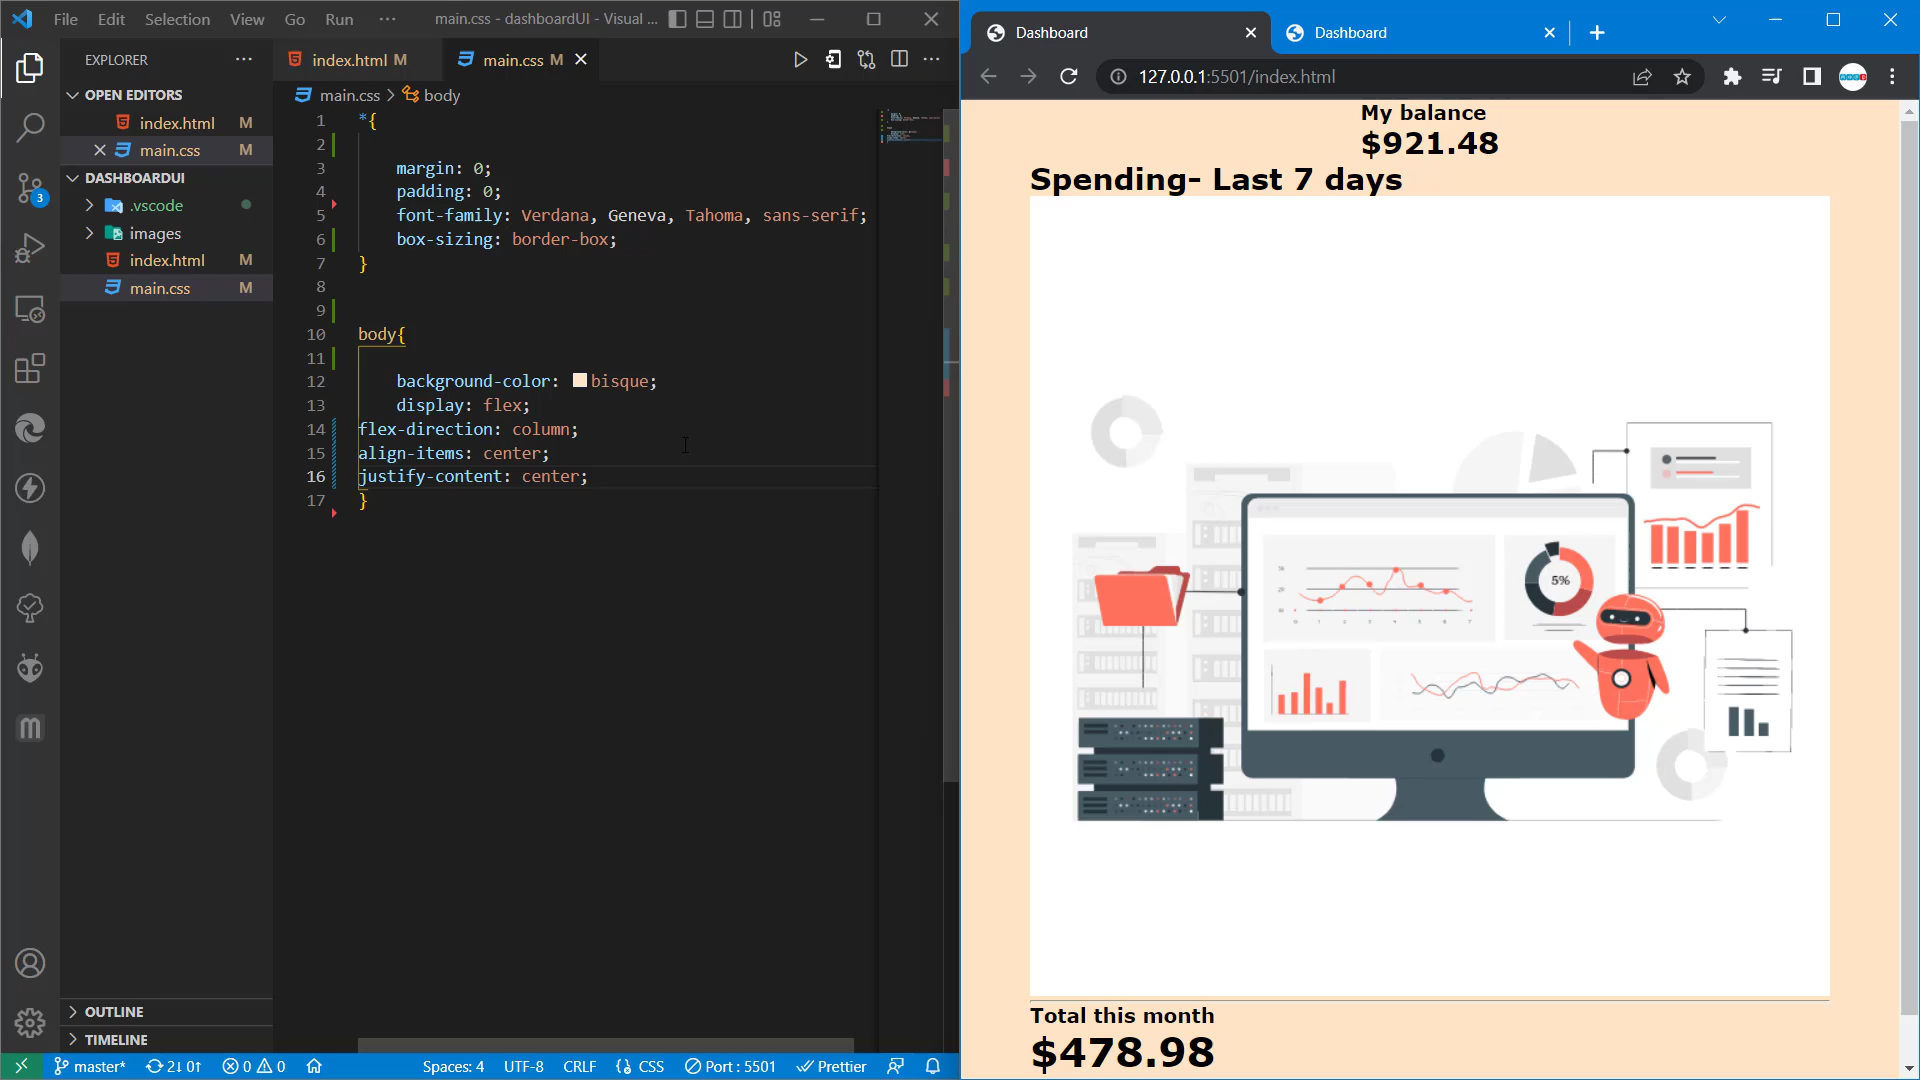 File Edit Selection View Go Run ··· main.css - dashboardUI - Visual ...
EXPLORER
OPEN EDITORS
index.html M
main.css M
DASHBOARDUI
.vscode
images
index.html M
main.css M
OUTLINE
TIMELINE
3
index.html M
main.css M
main.css > body
1 *{
2
3 margin: 0;
4 padding: 0;
5 font-family: Verdana, Geneva, Tahoma, sans-serif;
6 box-sizing: border-box;
7 }
8
9
10 body{
11
12 background-color: bisque;
13 display: flex;
14 flex-direction: column;
15 align-items: center;
16 justify-content: center;
17 }
master* 2↓ 0↑ 0 0 Spaces: 4 UTF-8 CRLF {} CSS Port : 5501 Prettier
Dashboard
Dashboard
127.0.0.1:5501/index.html
My balance
$921.48
Spending- Last 7 days
5%
Total this month
$478.98